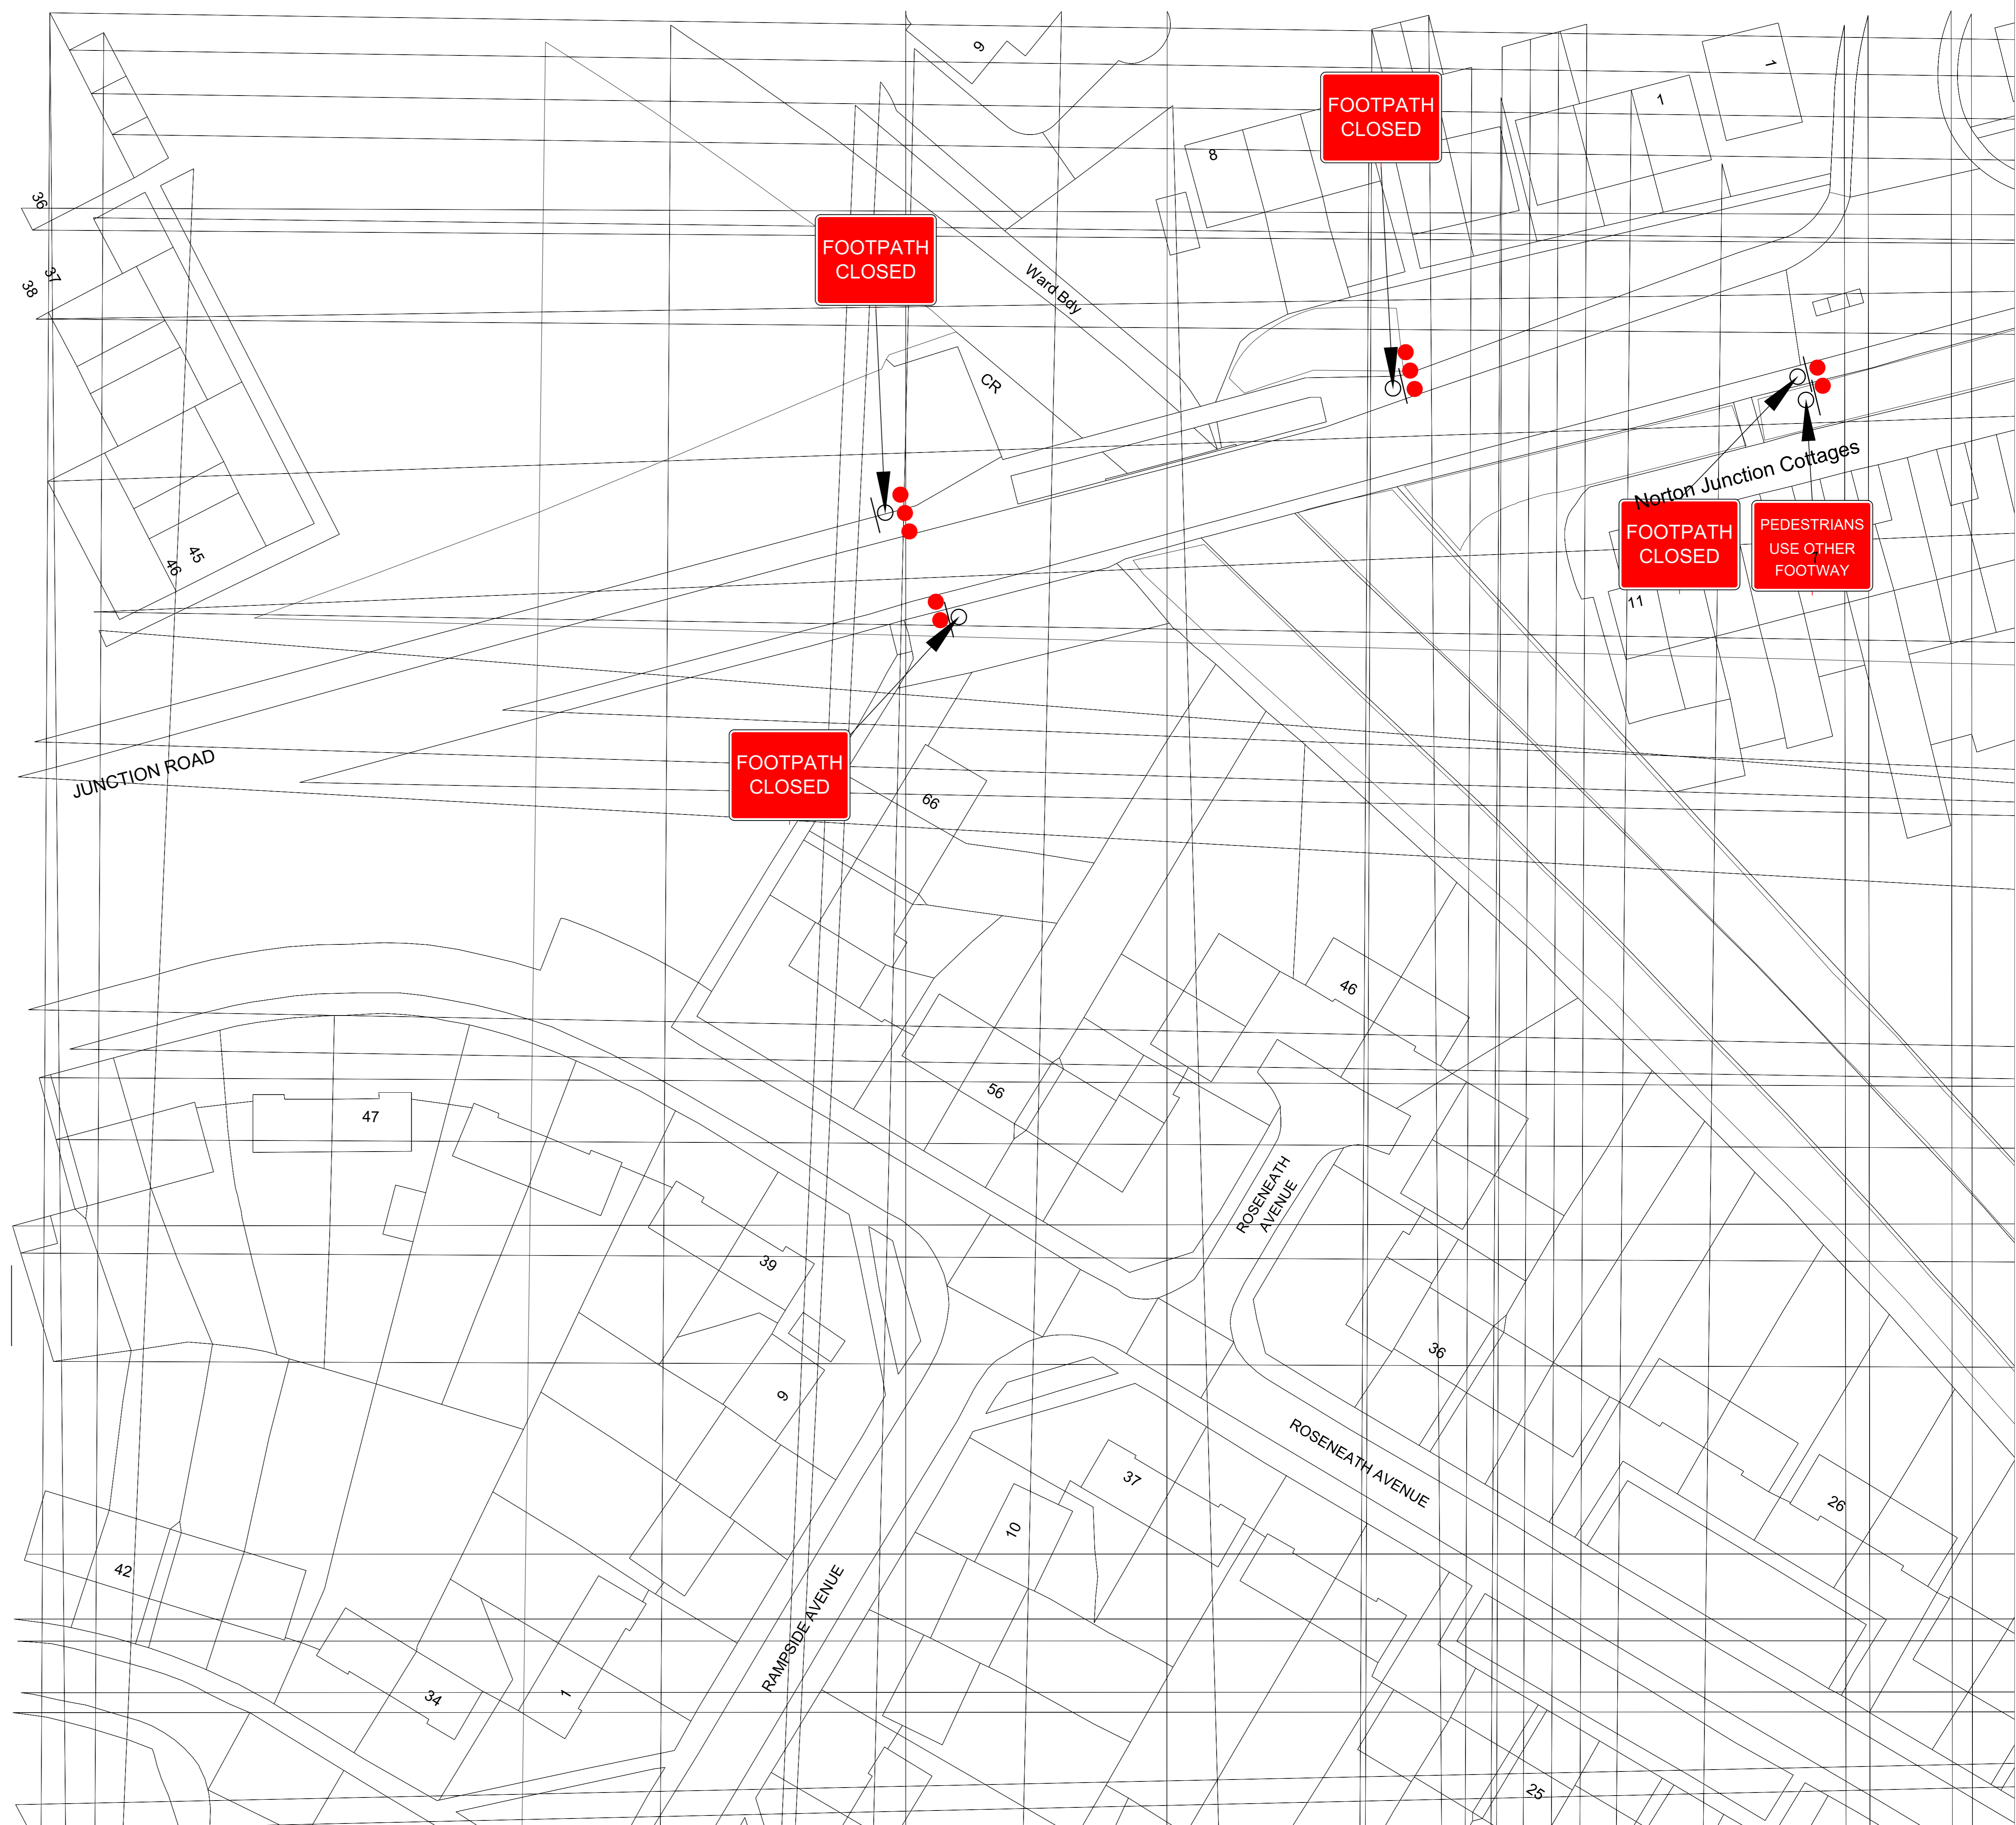 9
1
1
8
FOOTPATH
CLOSED
36
37
38
FOOTPATH
CLOSED
Ward Bdy
CR
Norton Junction Cottages
FOOTPATH
CLOSED
PEDESTRIANS
USE OTHER
FOOTWAY
7
11
45
46
JUNCTION ROAD
FOOTPATH
CLOSED
66
46
56
47
ROSENEATH
AVENUE
39
36
9
ROSENEATH AVENUE
37
10
26
42
RAMPSIDE AVENUE
34
1
25